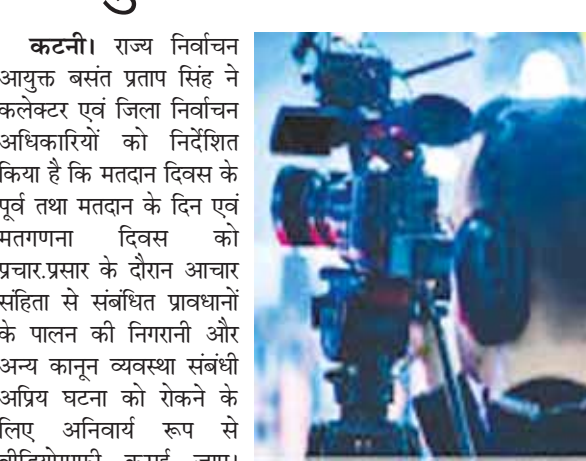 कटनी। राज्य निर्वाचन
आयुक्त बसंत प्रताप सिंह ने
कलेक्टर एवं जिला निर्वाचन
अधिकारियों को निर्देशित
किया है कि मतदान दिवस के
पूर्व तथा मतदान के दिन एवं
मतगणना दिवस को
प्रचार.प्रसार के दौरान आचार
संहिता से संबंधित प्रावधानों
के पालन की निगरानी और
अन्य कानून व्यवस्था संबंधी
अप्रिय घटना को रोकने के
लिए अनिवार्य रूप से